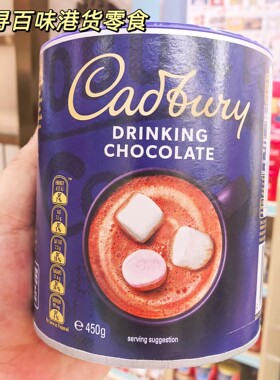 寻百味港货零食
Cadbury
DRINKING
CHOCOLATE
e 450g
serving suggestion